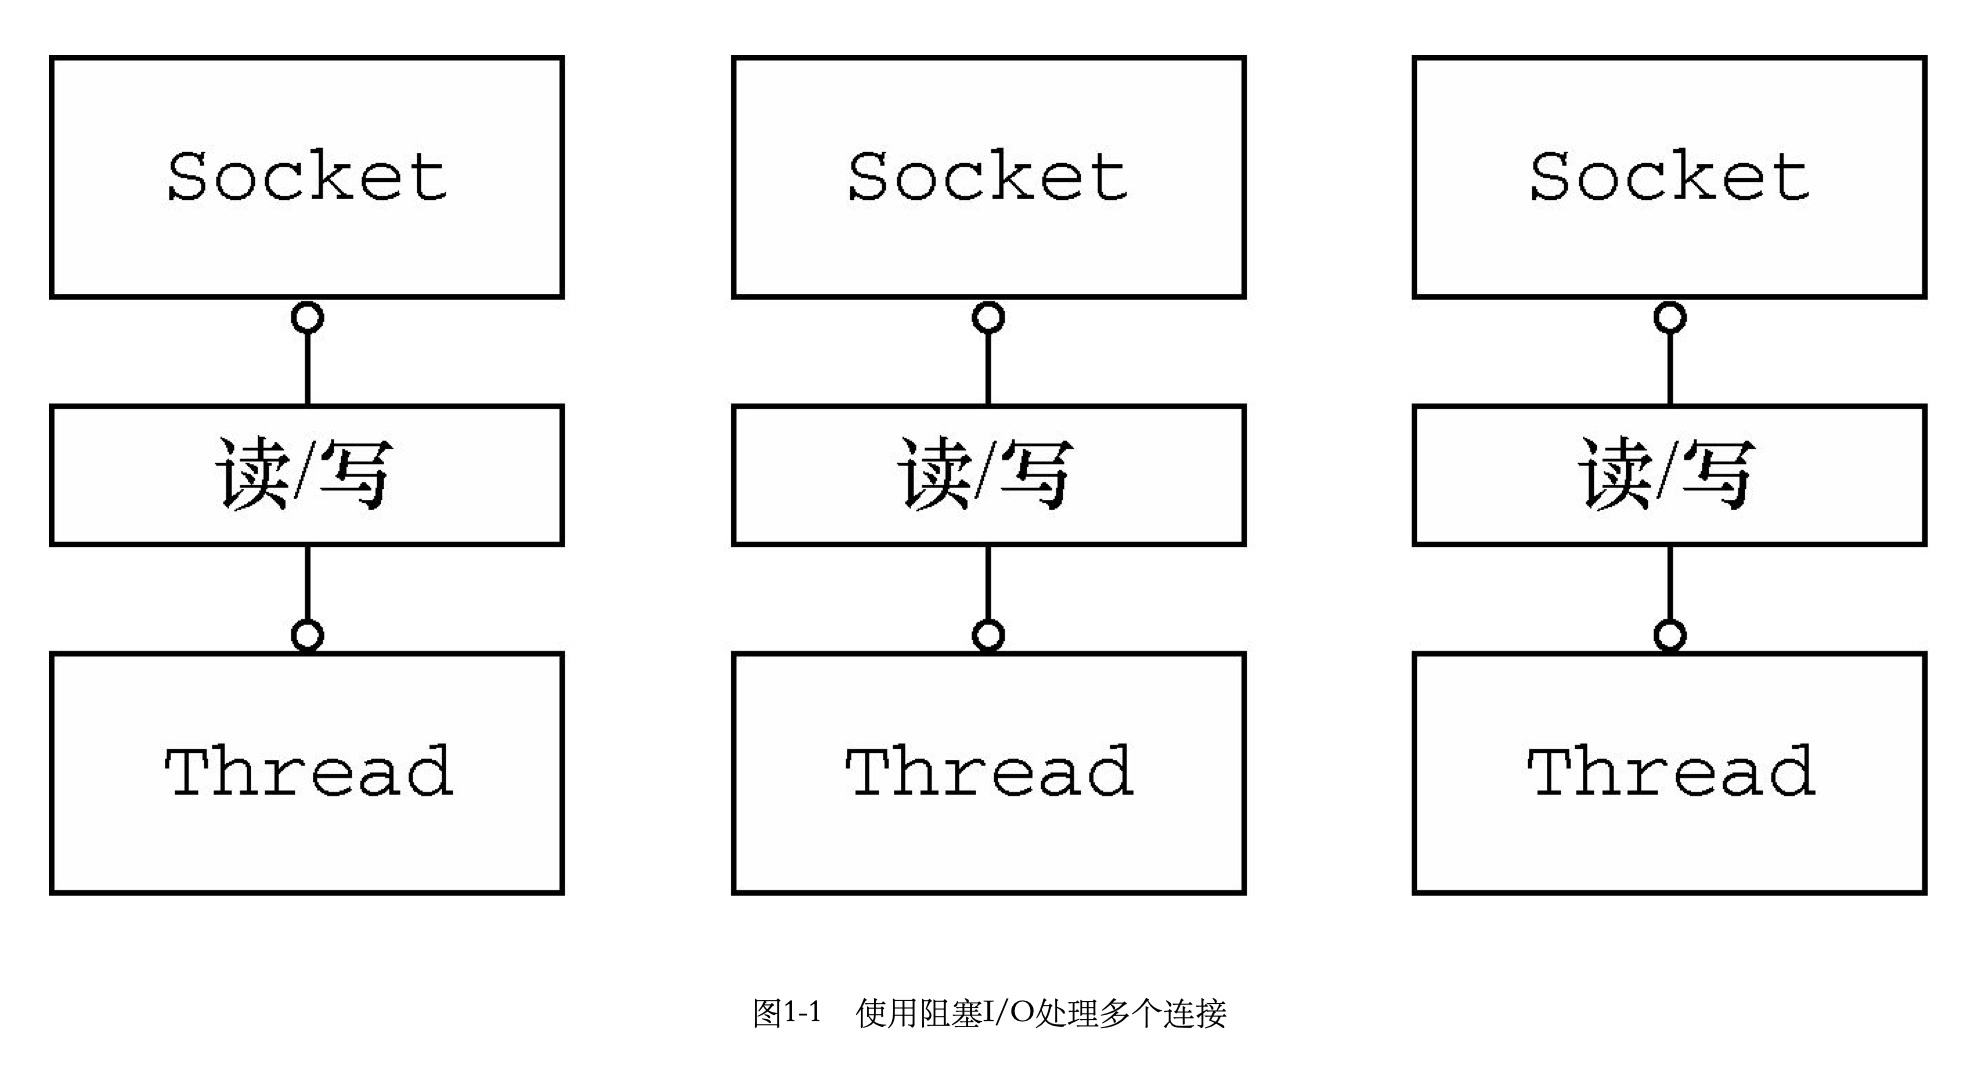 Socket Socket Socket
读/写 读/写 读/写
Thread Thread Thread
图1-1 使用阻塞I/O处理多个连接